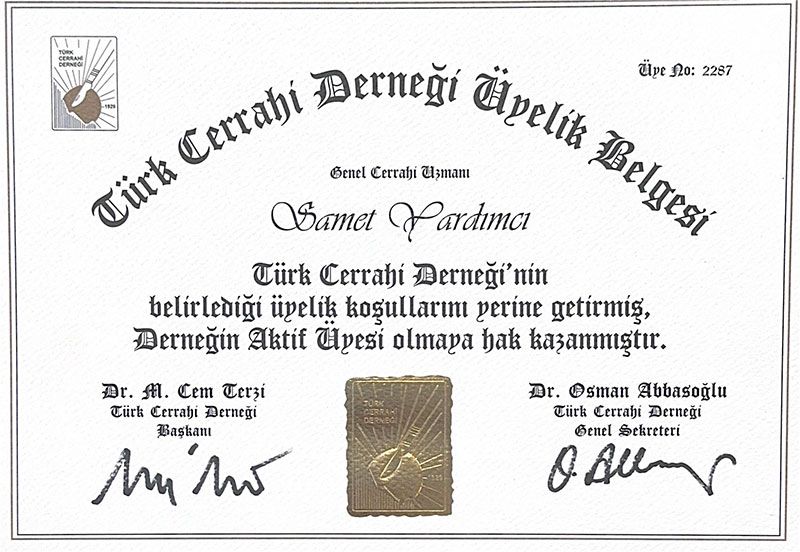 TÜRK
CERRAHİ
DERNEĞİ
1929
Üye No: 2287
Türk Cerrahi Derneği Üyelik Belgesi
Genel Cerrahi Uzmanı
Samet Yardımcı
Türk Cerrahi Derneği'nin
belirlediği üyelik koşullarını yerine getirmiş,
Derneğin Aktif Üyesi olmaya hak kazanmıştır.
Dr. M. Cem Terzi
Türk Cerrahi Derneği
Başkanı
Dr. Osman Abbasoğlu
Türk Cerrahi Derneği
Genel Sekreteri
TÜRK
CERRAHİ
DERNEĞİ
1929